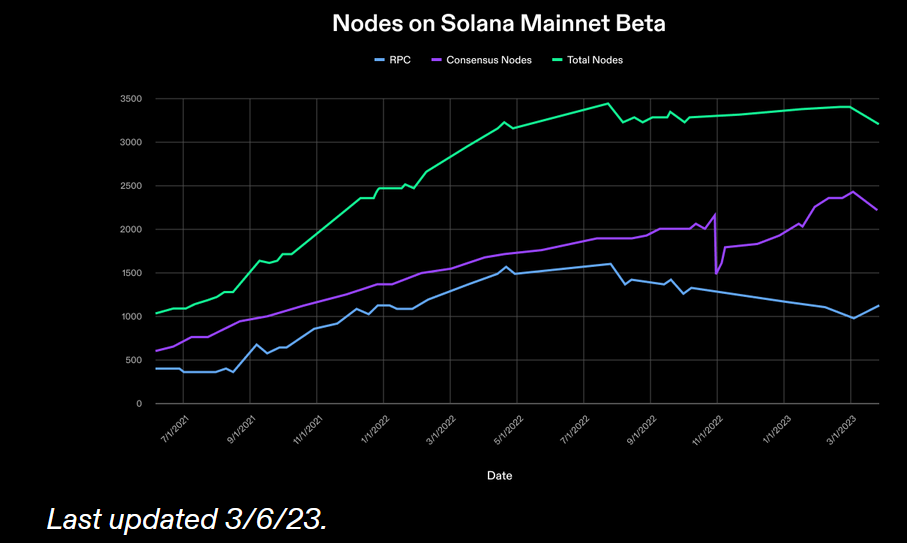 Nodes on Solana Mainnet Beta
RPC Consensus Nodes Total Nodes
3500
3000
2500
2000
1500
1000
500
0
7/1/2021 9/1/2021 11/1/2021 1/1/2022 3/1/2022 5/1/2022 7/1/2022 9/1/2022 11/1/2022 1/1/2023 3/1/2023
Date
Last updated 3/6/23.